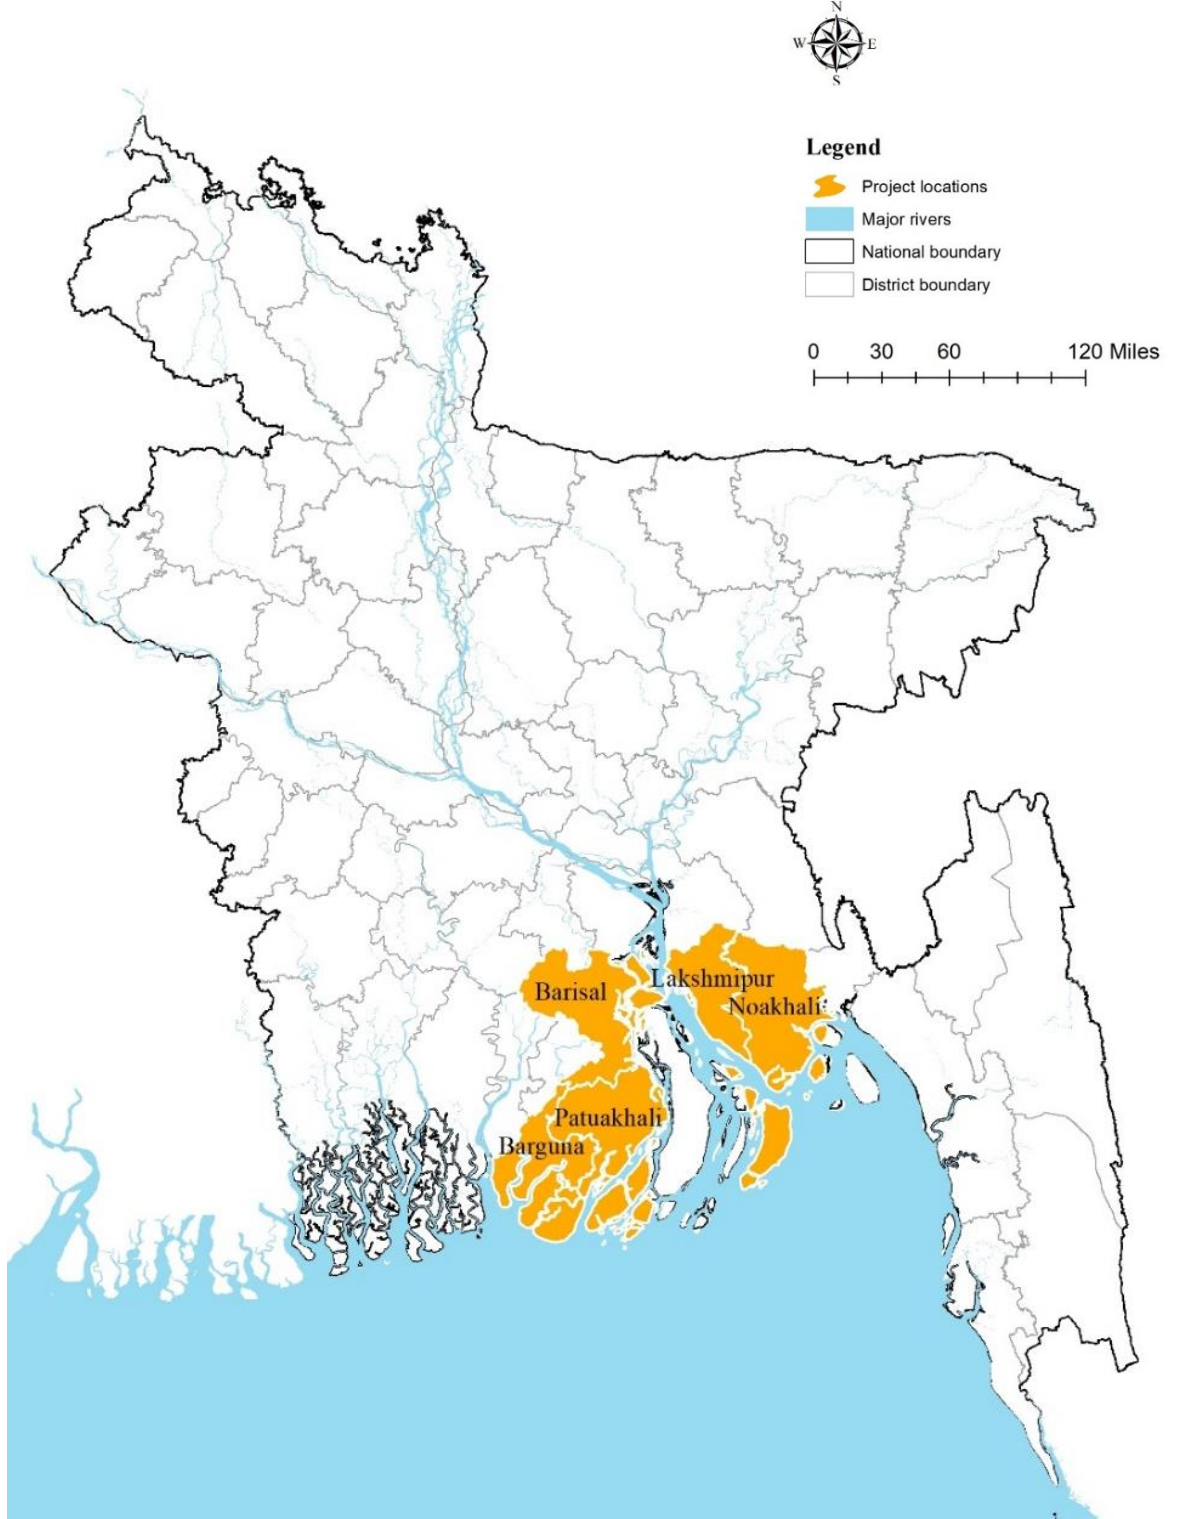 N
W E
S
Legend
Project locations
Major rivers
National boundary
District boundary
0 30 60 120 Miles
Lakshmipur
Barisal
Noakhali
Patuakhali
Barguna